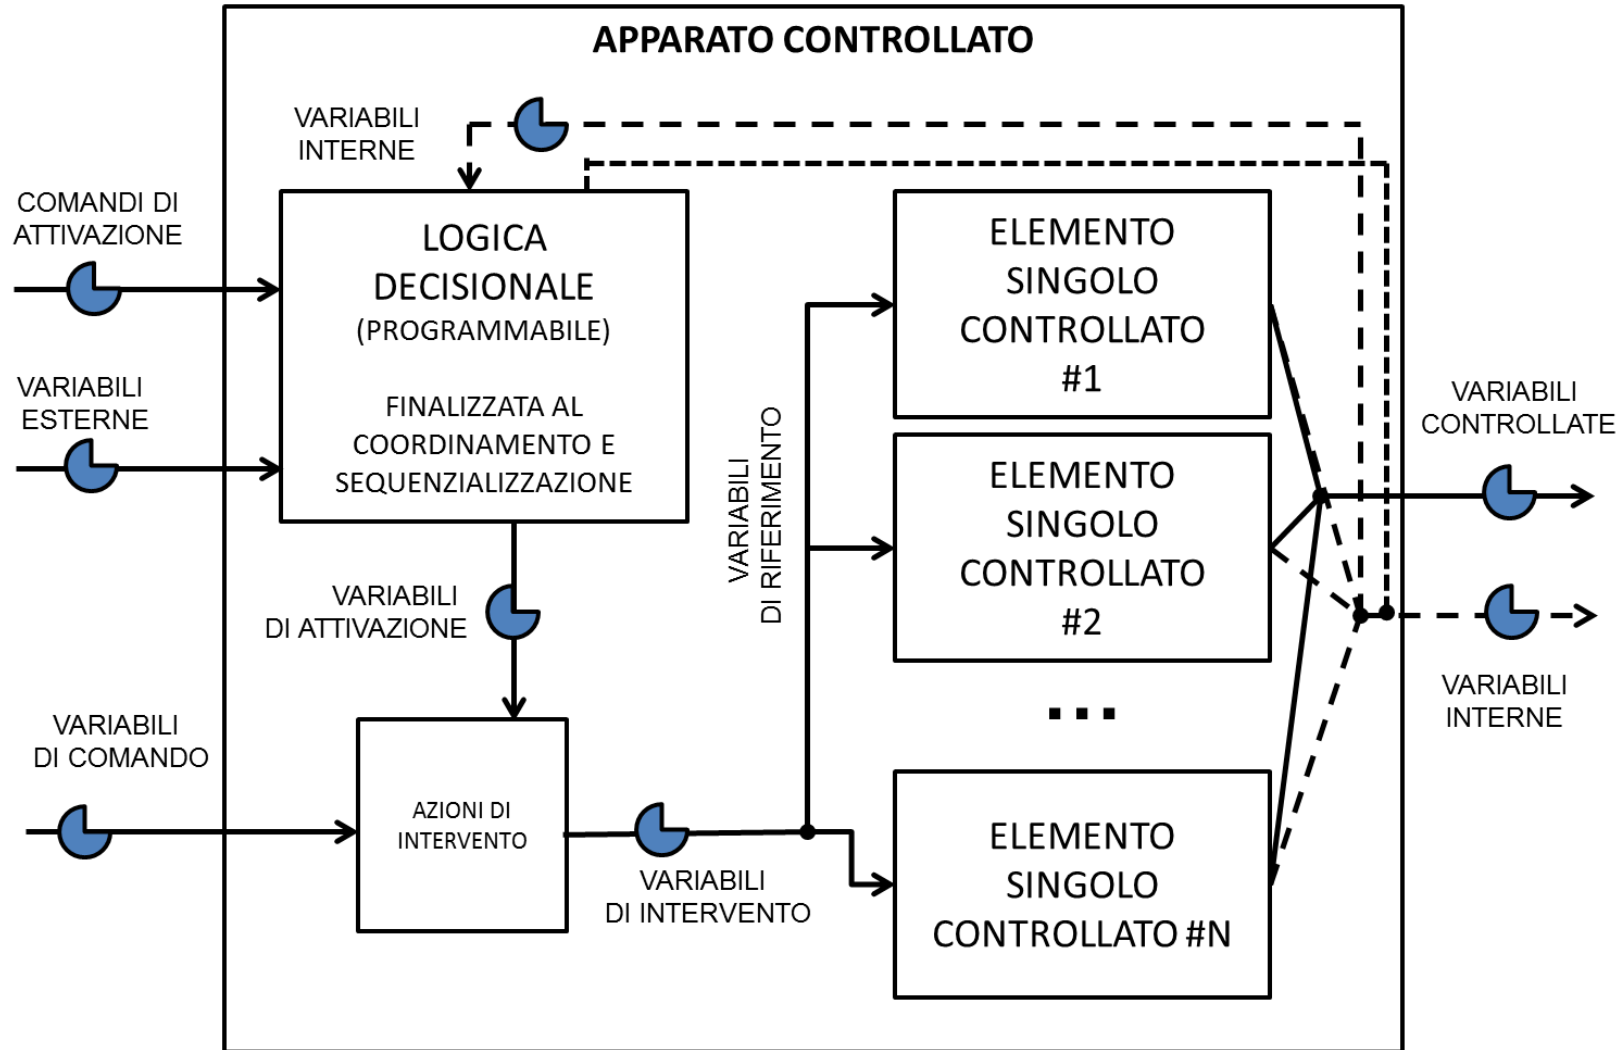 APPARATO CONTROLLATO
VARIABILI
INTERNE
COMANDI DI
ATTIVAZIONE
LOGICA
DECISIONALE
(PROGRAMMABILE)
FINALIZZATA AL
COORDINAMENTO E
SEQUENZIALIZZAZIONE
VARIABILI
ESTERNE
VARIABILI
DI ATTIVAZIONE
VARIABILI
DI COMANDO
AZIONI DI
INTERVENTO
VARIABILI
DI INTERVENTO
VARIABILI
DI RIFERIMENTO
ELEMENTO
SINGOLO
CONTROLLATO
#1
ELEMENTO
SINGOLO
CONTROLLATO
#2
...
ELEMENTO
SINGOLO
CONTROLLATO #N
VARIABILI
CONTROLLATE
VARIABILI
INTERNE